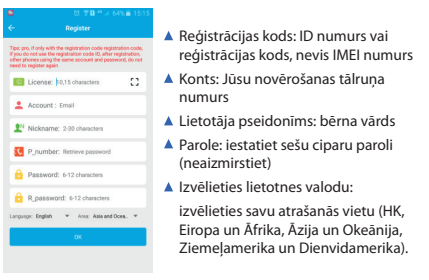 64% 15:15
Register
Tips: pro, if only with the registration code registration code,
If you do not use the registration code ID, after registration,
other phones using the same account and password, do not
need to register again
License: 10,15 characters
Account : Email
Nickname: 2-20 characters
P_number: Retrieve password
Password: 6-12 characters
R_password: 6-12 characters
Language: English Area: Asia and Ocea..
OK
▲ Reģistrācijas kods: ID numurs vai
reģistrācijas kods, nevis IMEI numurs
▲ Konts: Jūsu novērošanas tālruņa
numurs
▲ Lietotāja pseidonīms: bērna vārds
▲ Parole: iestatiet sešu ciparu paroli
(neaizmirstiet)
▲ Izvēlieties lietotnes valodu:
izvēlieties savu atrašanās vietu (HK,
Eiropa un Āfrika, Āzija un Okeānija,
Ziemeļamerika un Dienvidamerika).